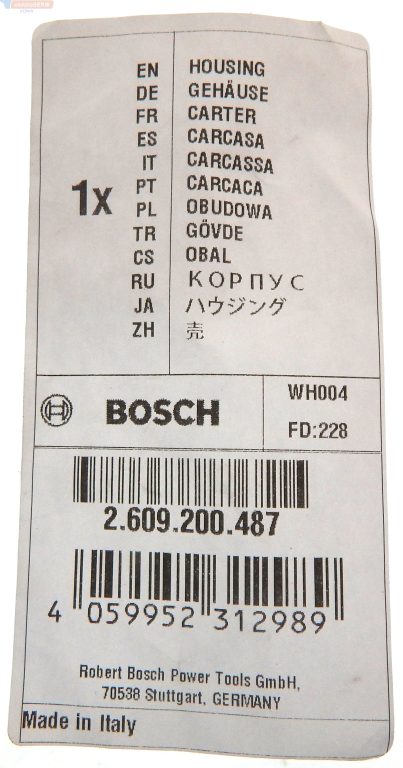 1x
EN HOUSING
DE GEHÄUSE
FR CARTER
ES CARCASA
IT CARCASSA
PT CARCACA
PL OBUDOWA
TR GÖVDE
CS OBAL
RU КОРПУС
JA ハウジング
ZH 売
BOSCH
WH004
FD:228
2.609.200.487
4 059952 312989
Robert Bosch Power Tools GmbH,
70538 Stuttgart, GERMANY
Made in Italy